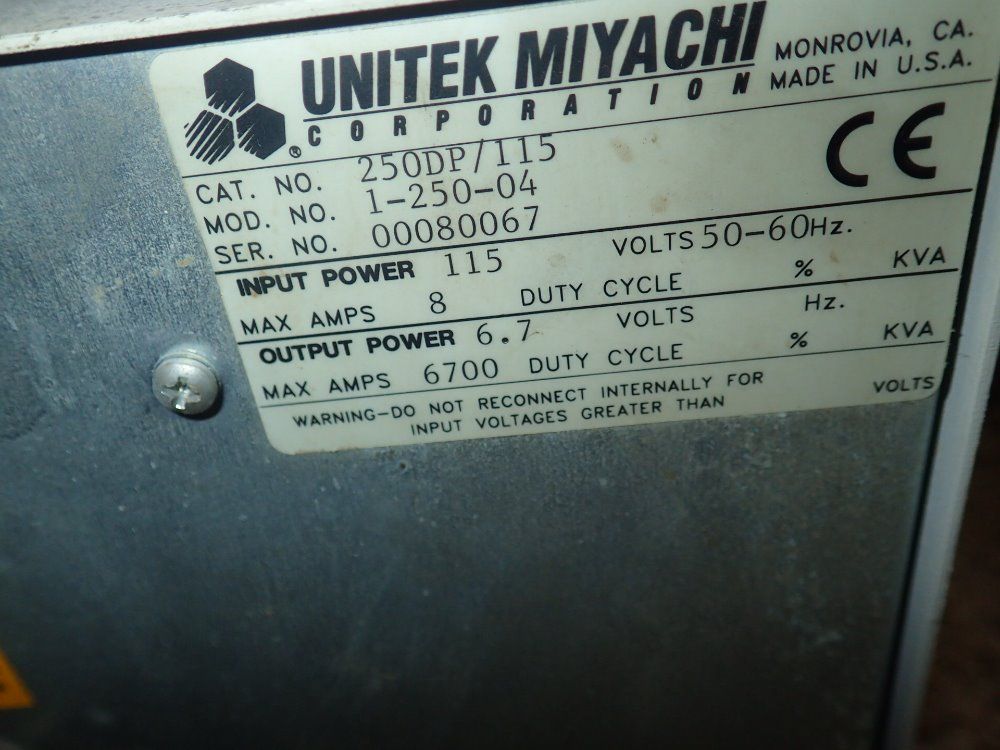 UNITEK MIYACHI
CORPORATION
MONROVIA, CA.
MADE IN U.S.A.
®
CE
CAT. NO. 250DP/115
MOD. NO. 1-250-04
SER. NO. 00080067
INPUT POWER 115 VOLTS 50-60Hz.
MAX AMPS 8 DUTY CYCLE % KVA
OUTPUT POWER 6.7 VOLTS Hz.
MAX AMPS 6700 DUTY CYCLE % KVA
WARNING-DO NOT RECONNECT INTERNALLY FOR
INPUT VOLTAGES GREATER THAN VOLTS